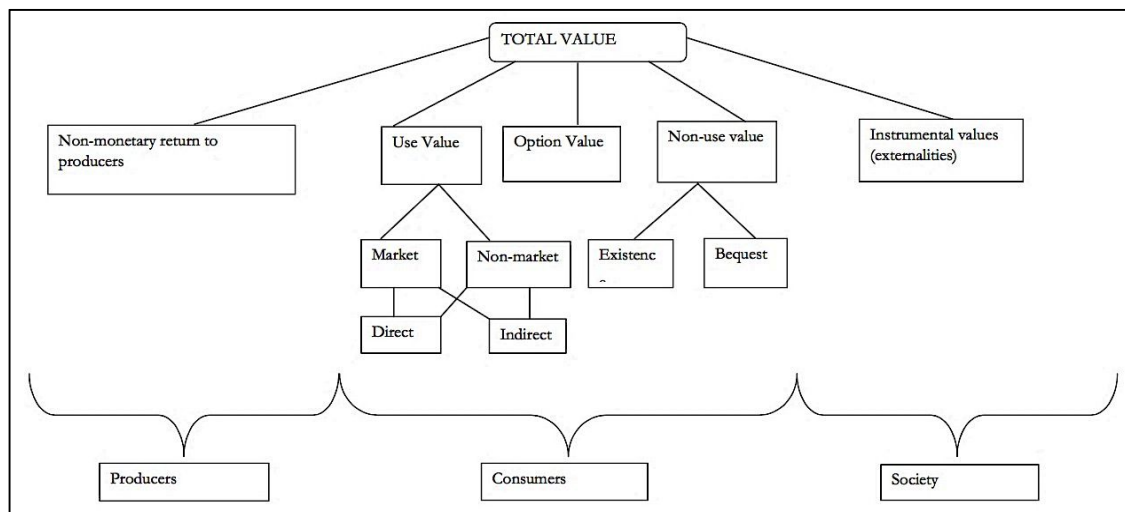 TOTAL VALUE
Non-monetary return to
producers
Use Value
Option Value
Non-use value
Instrumental values
(externalities)
Market
Non-market
Existenc
Bequest
Direct
Indirect
Producers
Consumers
Society